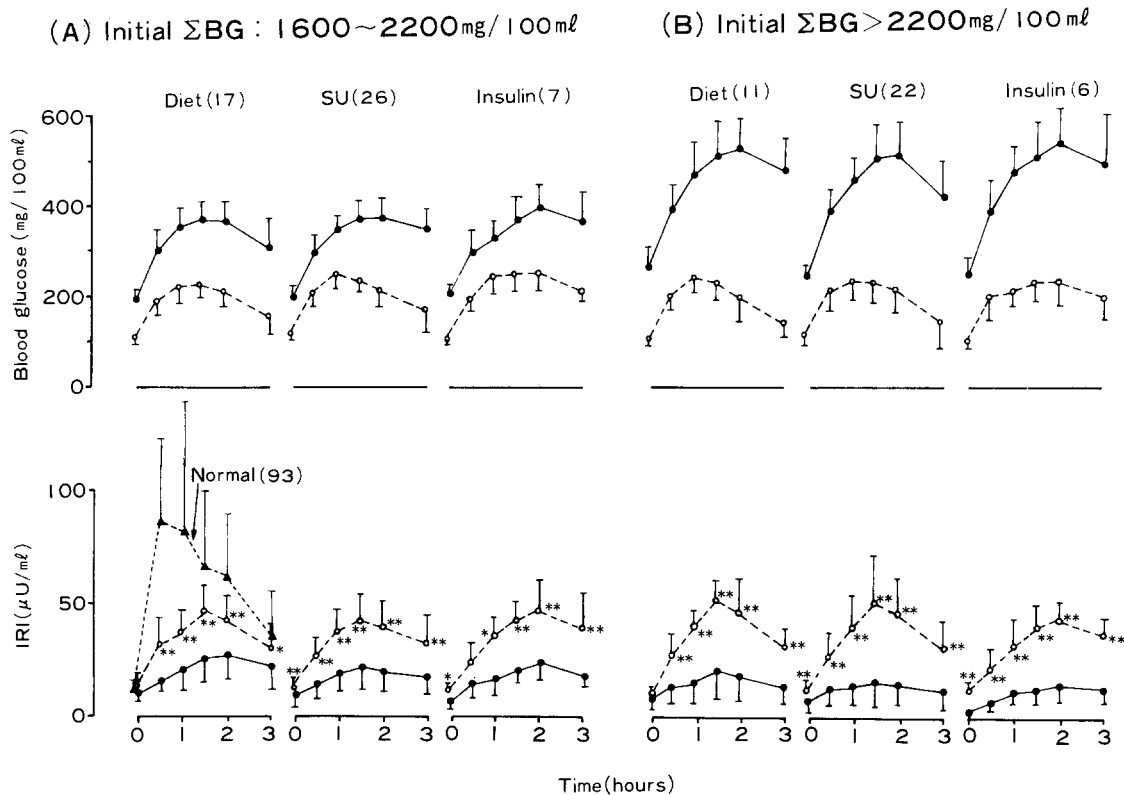 (A) Initial ΣBG : 1600~2200mg/100ml
(B) Initial ΣBG>2200mg/100ml
Diet(17)
SU(26)
Insulin(7)
Diet(11)
SU(22)
Insulin(6)
Blood glucose (mg/100ml)
600
400
200
0
Normal(93)
IRI(μU/ml)
100
50
0
** ** ** ** *
** ** ** ** ** **
* * ** ** **
** ** ** ** **
** ** ** ** ** **
** ** ** ** ** **
0 1 2 3
0 1 2 3
0 1 2 3
0 1 2 3
0 1 2 3
0 1 2 3
Time(hours)